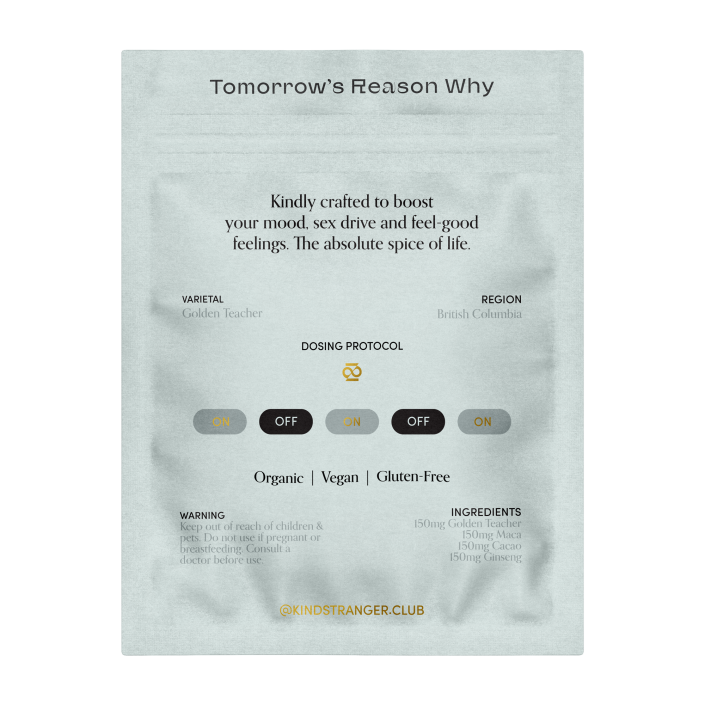 Tomorrow's Reason Why
Kindly crafted to boost
your mood, sex drive and feel-good
feelings. The absolute spice of life.
VARIETAL
Golden Teacher
REGION
British Columbia
DOSING PROTOCOL
ON OFF ON OFF ON
Organic | Vegan | Gluten-Free
WARNING
Keep out of reach of children &
pets. Do not use if pregnant or
breastfeeding. Consult a
doctor before use.
INGREDIENTS
150mg Golden Teacher
150mg Maca
150mg Cacao
150mg Ginseng
@KINDSTRANGER.CLUB